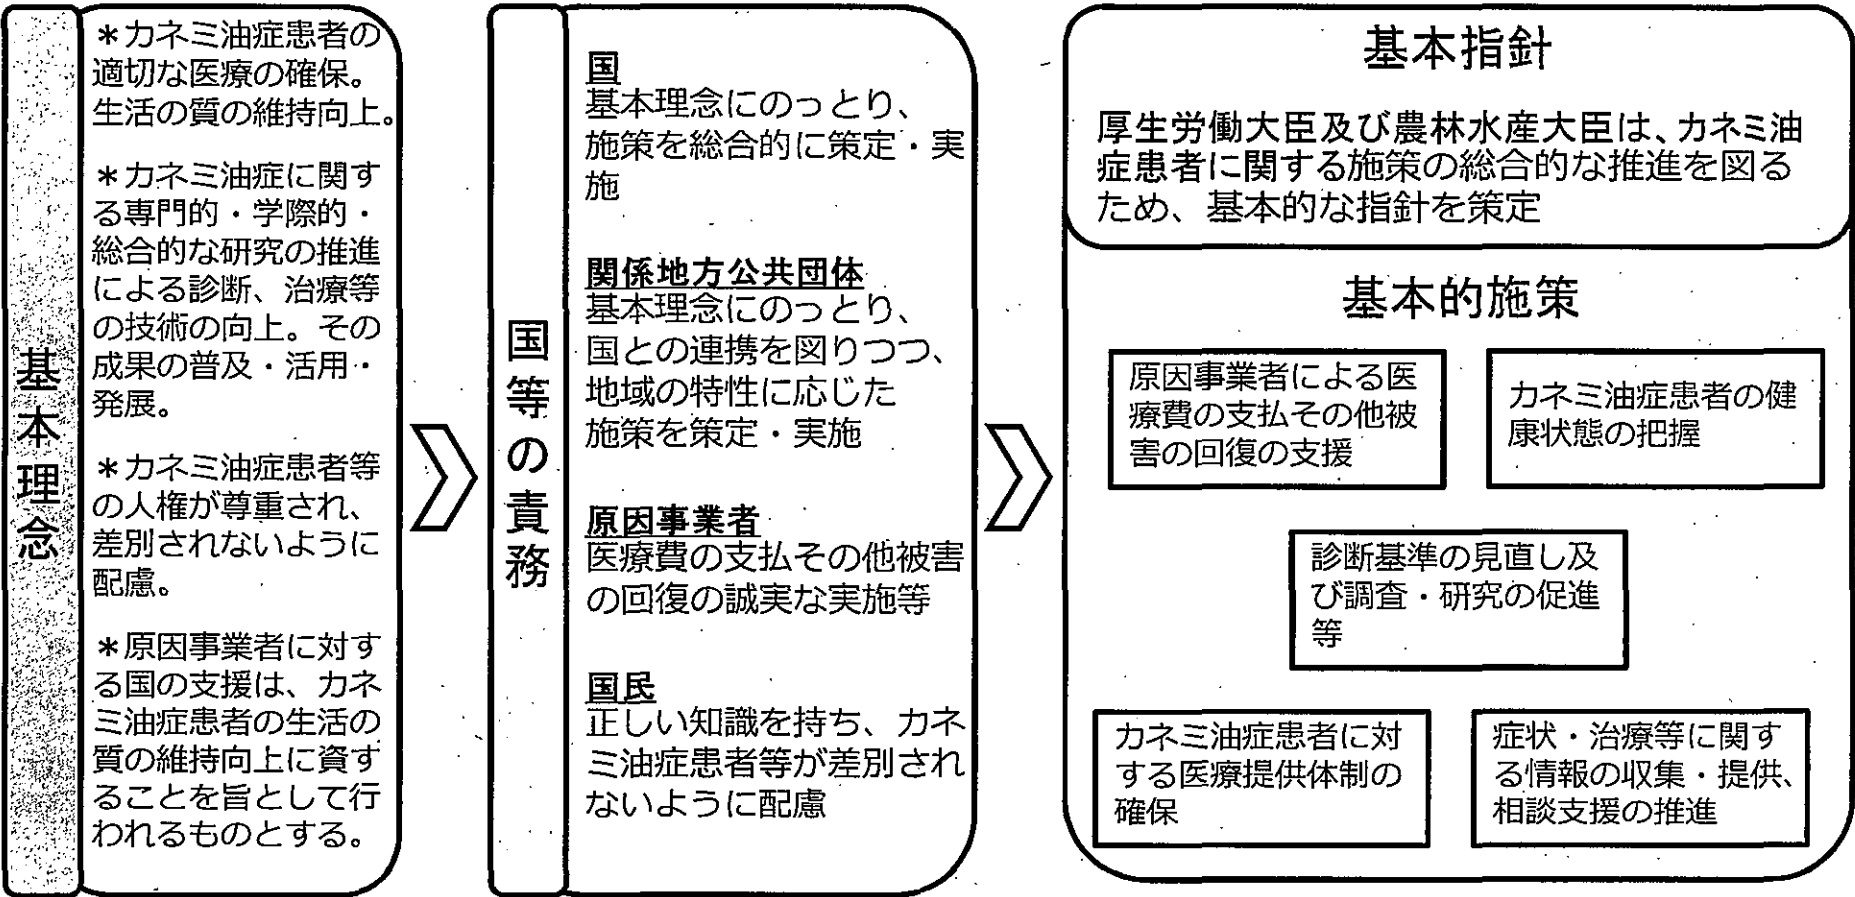 基本理念
＊カネミ油症患者の
適切な医療の確保。
生活の質の維持向上。
＊カネミ油症に関す
る専門的・学際的・
総合的な研究の推進
による診断、治療等
の技術の向上。その
成果の普及・活用・
発展。
＊カネミ油症患者等
の人権が尊重され、
差別されないように
配慮。
＊原因事業者に対す
る国の支援は、カネ
ミ油症患者の生活の
質の維持向上に資す
ることを旨として行
われるものとする。
国等の責務
国
基本理念にのっとり、
施策を総合的に策定・実
施
関係地方公共団体
基本理念にのっとり、
国との連携を図りつつ、
地域の特性に応じた
施策を策定・実施
原因事業者
医療費の支払その他被害
の回復の誠実な実施等
国民
正しい知識を持ち、カネ
ミ油症患者等が差別され
ないように配慮
基本指針
厚生労働大臣及び農林水産大臣は、カネミ油
症患者に関する施策の総合的な推進を図る
ため、基本的な指針を策定
基本的施策
原因事業者による医
療費の支払その他被
害の回復の支援
カネミ油症患者の健
康状態の把握
診断基準の見直し及
び調査・研究の促進
等
カネミ油症患者に対
する医療提供体制の
確保
症状・治療等に関す
る情報の収集・提供、
相談支援の推進